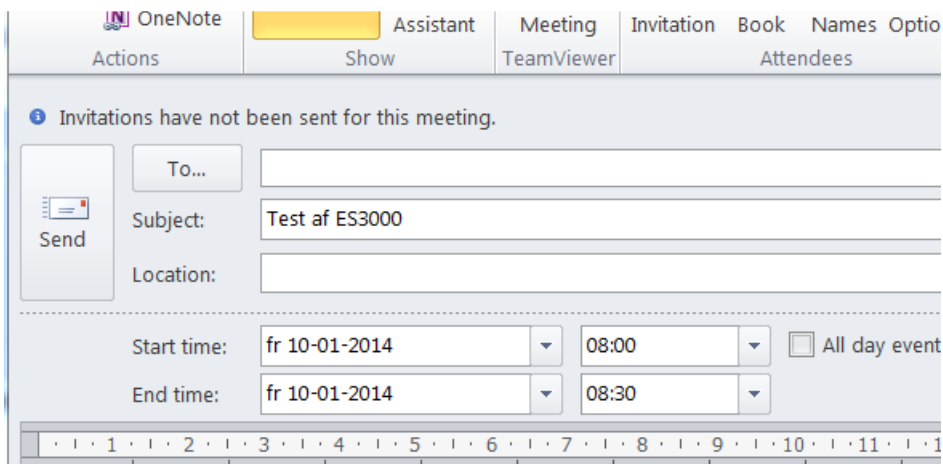 OneNote
Assistant Meeting Invitation Book Names Optio
Actions Show TeamViewer Attendees
Invitations have not been sent for this meeting.
To...
Send
Subject: Test af ES3000
Location:
Start time: fr 10-01-2014 08:00 All day event
End time: fr 10-01-2014 08:30
1 2 3 4 5 6 7 8 9 10 11 1